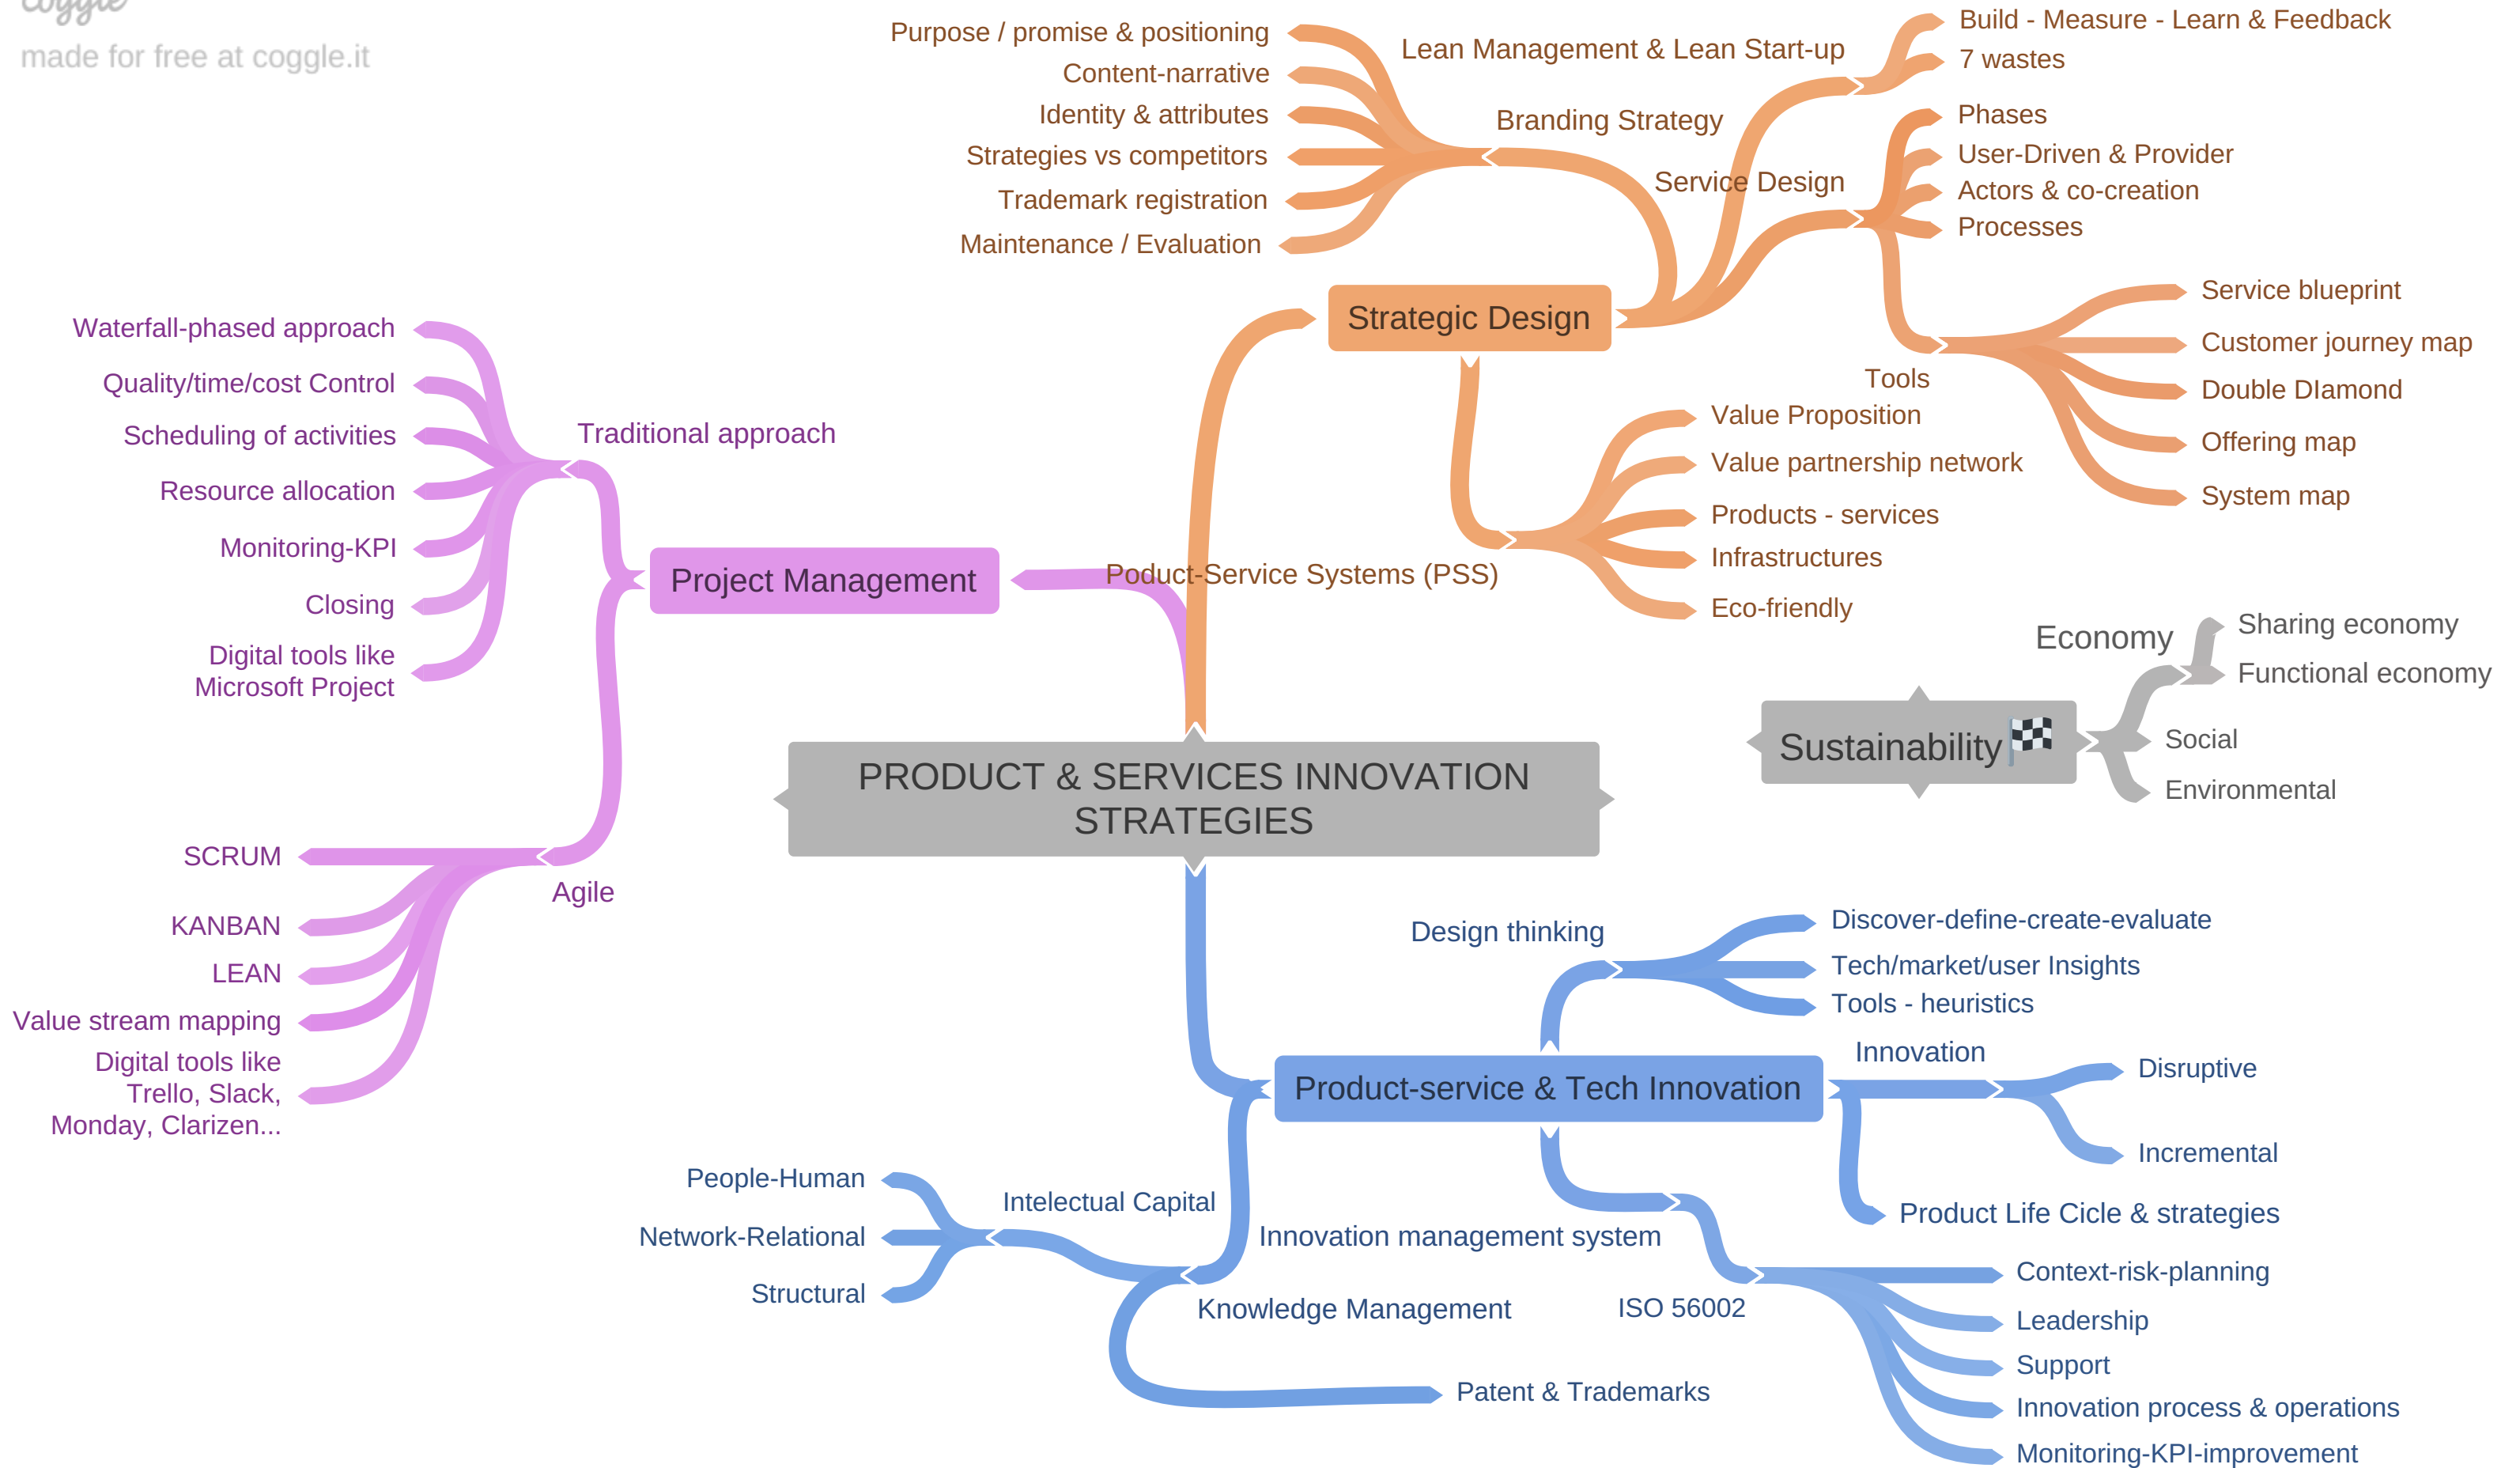 coggle
made for free at coggle.it
Purpose / promise & positioning
Content-narrative
Identity & attributes
Strategies vs competitors
Trademark registration
Maintenance / Evaluation
Branding Strategy
Lean Management & Lean Start-up
Build - Measure - Learn & Feedback
7 wastes
Service Design
Phases
User-Driven & Provider
Actors & co-creation
Processes
Tools
Service blueprint
Customer journey map
Double DIamond
Offering map
System map
Strategic Design
Poduct-Service Systems (PSS)
Value Proposition
Value partnership network
Products - services
Infrastructures
Eco-friendly
Waterfall-phased approach
Quality/time/cost Control
Scheduling of activities
Resource allocation
Monitoring-KPI
Closing
Digital tools like
Microsoft Project
Traditional approach
Project Management
Agile
SCRUM
KANBAN
LEAN
Value stream mapping
Digital tools like
Trello, Slack,
Monday, Clarizen...
PRODUCT & SERVICES INNOVATION
STRATEGIES
Sustainability
Economy
Sharing economy
Functional economy
Social
Environmental
Design thinking
Discover-define-create-evaluate
Tech/market/user Insights
Tools - heuristics
Product-service & Tech Innovation
Innovation
Disruptive
Incremental
Product Life Cicle & strategies
Innovation management system
ISO 56002
Context-risk-planning
Leadership
Support
Innovation process & operations
Monitoring-KPI-improvement
Knowledge Management
Intelectual Capital
People-Human
Network-Relational
Structural
Patent & Trademarks